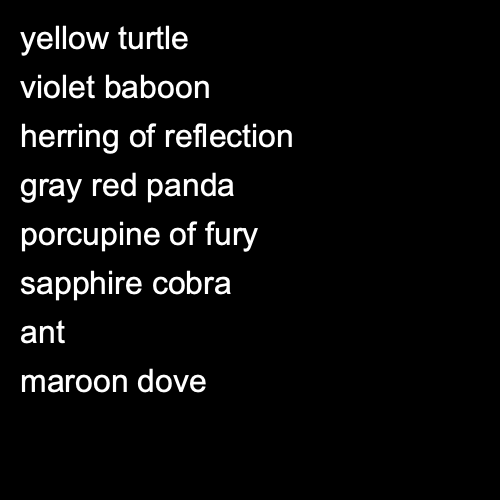 yellow turtle
violet baboon
herring of reflection
gray red panda
porcupine of fury
sapphire cobra
ant
maroon dove